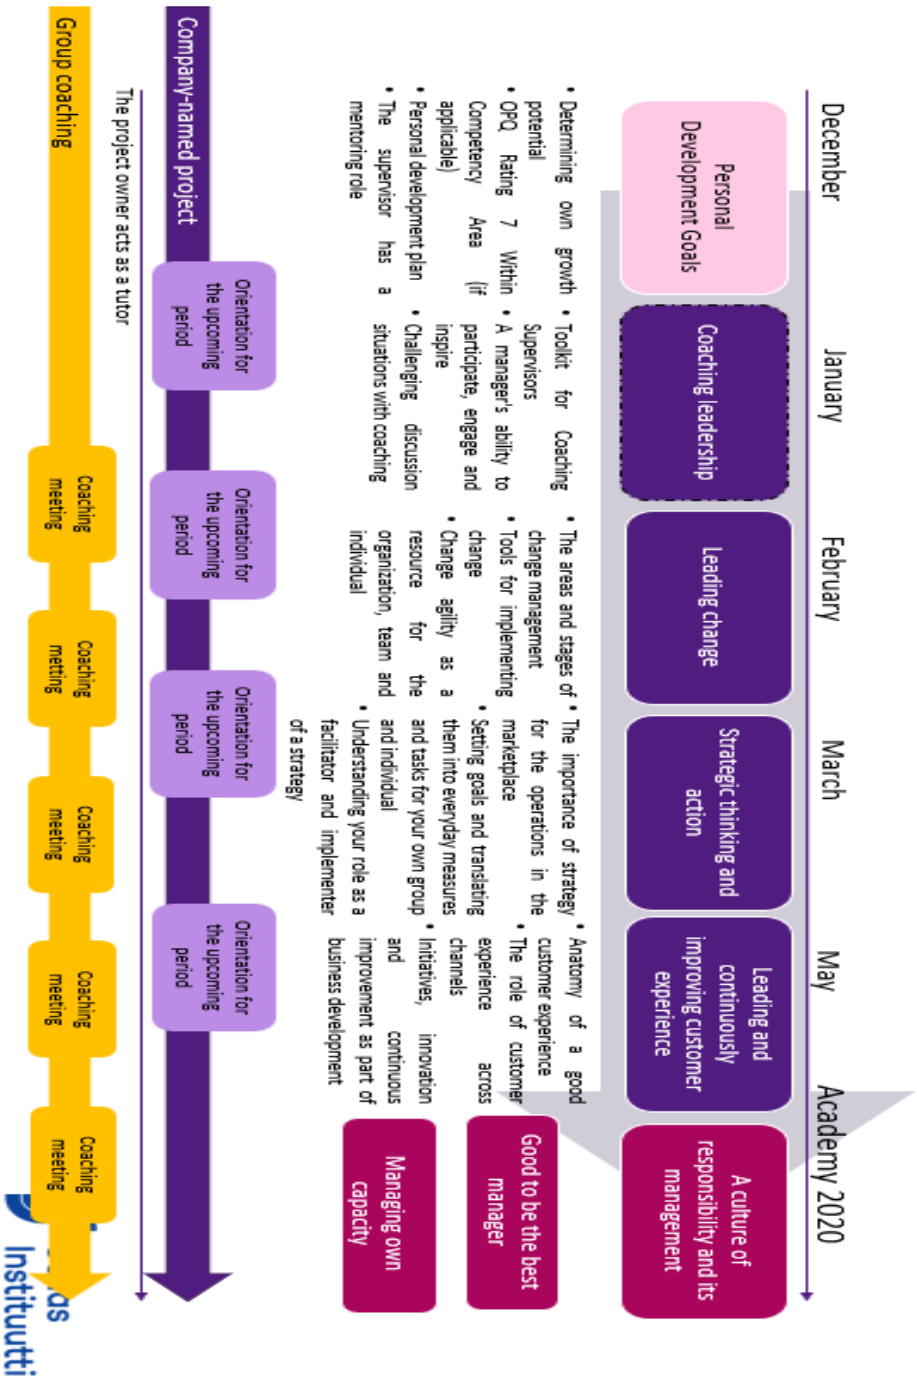 December
January
February
March
May
Academy 2020
Personal
Development Goals
Coaching leadership
Leading change
Strategic thinking and
action
Leading and
continuously
improving customer
experience
A culture of
responsibility and its
management
• Determining own growth
potential
• OPQ Rating 7 Within
Competency Area (if
applicable)
• Personal development plan
• The supervisor has a
mentoring role
• Toolkit for Coaching
Supervisors
• A manager's ability to
participate, engage and
inspire
• Challenging discussion
situations with coaching
• The areas and stages of
change management
• Tools for implementing
change
• Change agility as a
resource for the
organization, team and
individual
• The importance of strategy
for the operations in the
marketplace
• Setting goals and translating
them into everyday measures
and tasks for your own group
and individual
• Understanding your role as a
facilitator and implementer
of a strategy
• Anatomy of a good
customer experience
• The role of customer
experience across
channels
• Initiatives, innovation
and continuous
improvement as part of
business development
Good to be the best
manager
Managing own
capacity
Company-named project
Orientation for
the upcoming
period
Orientation for
the upcoming
period
Orientation for
the upcoming
period
Orientation for
the upcoming
period
The project owner acts as a tutor
Group coaching
Coaching
meeting
Coaching
metting
Coaching
meeting
Coaching
meeting
Coaching
meeting
Instituutti